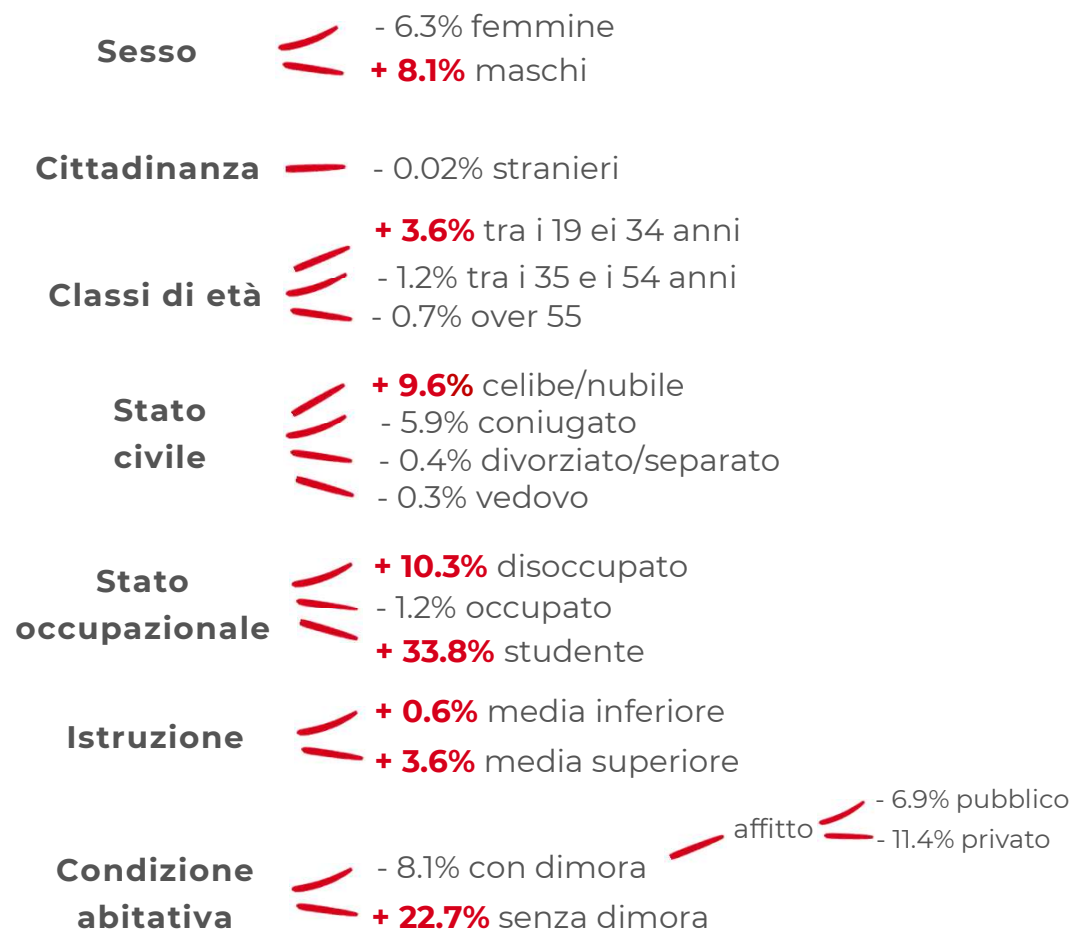 Sesso
- 6.3% femmine
+ 8.1% maschi
Cittadinanza
- 0.02% stranieri
Classi di età
+ 3.6% tra i 19 ei 34 anni
- 1.2% tra i 35 e i 54 anni
- 0.7% over 55
Stato
civile
+ 9.6% celibe/nubile
- 5.9% coniugato
- 0.4% divorziato/separato
- 0.3% vedovo
Stato
occupazionale
+ 10.3% disoccupato
- 1.2% occupato
+ 33.8% studente
Istruzione
+ 0.6% media inferiore
+ 3.6% media superiore
Condizione
abitativa
- 8.1% con dimora
affitto
- 6.9% pubblico
- 11.4% privato
+ 22.7% senza dimora